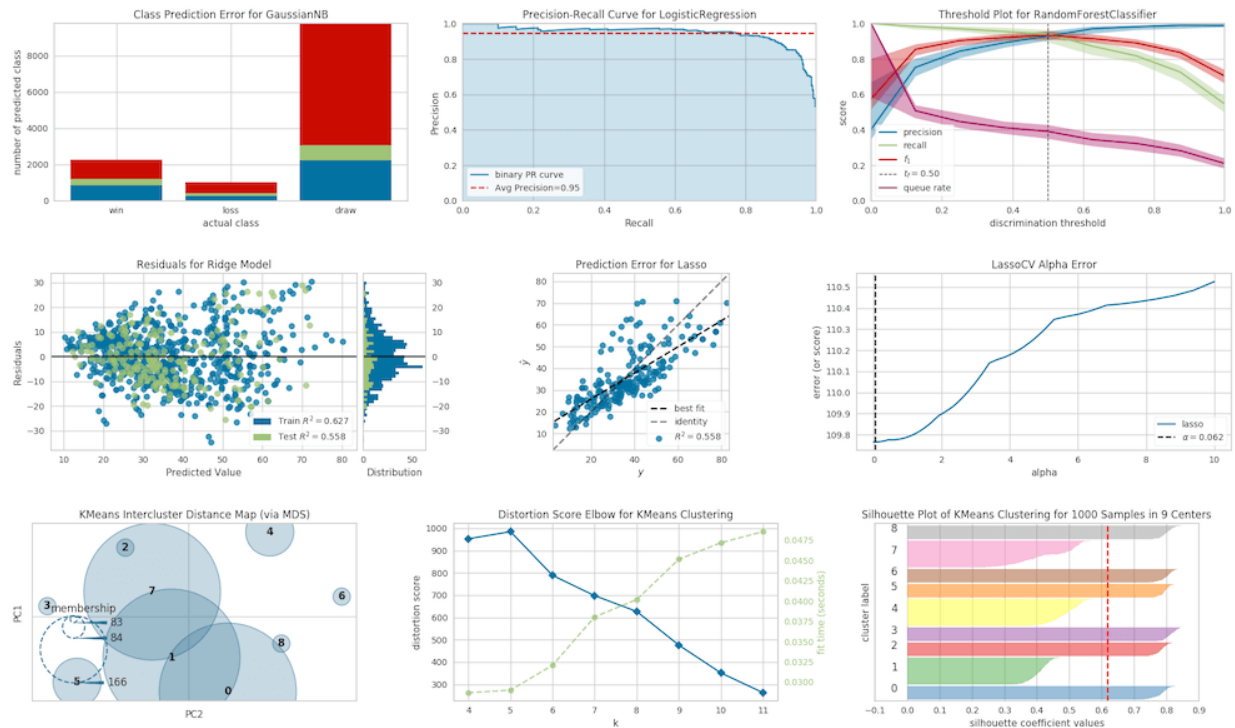 Class Prediction Error for GaussianNB
number of predicted class
8000
6000
4000
2000
0
win loss draw
actual class
Precision-Recall Curve for LogisticRegression
Precision
1.0
0.8
0.6
0.4
0.2
0.0
binary PR curve
Avg Precision=0.95
0.0 0.2 0.4 0.6 0.8 1.0
Recall
Threshold Plot for RandomForestClassifier
score
1.0
0.8
0.6
0.4
0.2
0.0
precision
recall
f₁
t_f = 0.50
queue rate
0.0 0.2 0.4 0.6 0.8 1.0
discrimination threshold
Residuals for Ridge Model
Residuals
30
20
10
0
−10
−20
−30
Train R² = 0.627
Test R² = 0.558
10 20 30 40 50 60 70 80
Predicted Value
30
20
10
0
−10
−20
−30
50
Distribution
Prediction Error for Lasso
ŷ
80
70
60
50
40
30
20
10
best fit
identity
R² = 0.558
20 40 60 80
y
LassoCV Alpha Error
error (or score)
110.5
110.4
110.3
110.2
110.1
110.0
109.9
109.8
lasso
α = 0.062
0 2 4 6 8 10
alpha
KMeans Intercluster Distance Map (via MDS)
PC1
4
2
7
6
3
membership
83
84
8
1
5
166
0
PC2
Distortion Score Elbow for KMeans Clustering
distortion score
1000
900
800
700
600
500
400
300
4 5 6 7 8 9 10 11
k
0.0475
0.0450
0.0425
0.0400
0.0375
0.0350
0.0325
0.0300
fit time (seconds)
Silhouette Plot of KMeans Clustering for 1000 Samples in 9 Centers
cluster label
8
7
6
5
4
3
2
1
0
−0.1 0.0 0.1 0.2 0.3 0.4 0.5 0.6 0.7 0.8 0.9
silhouette coefficient values